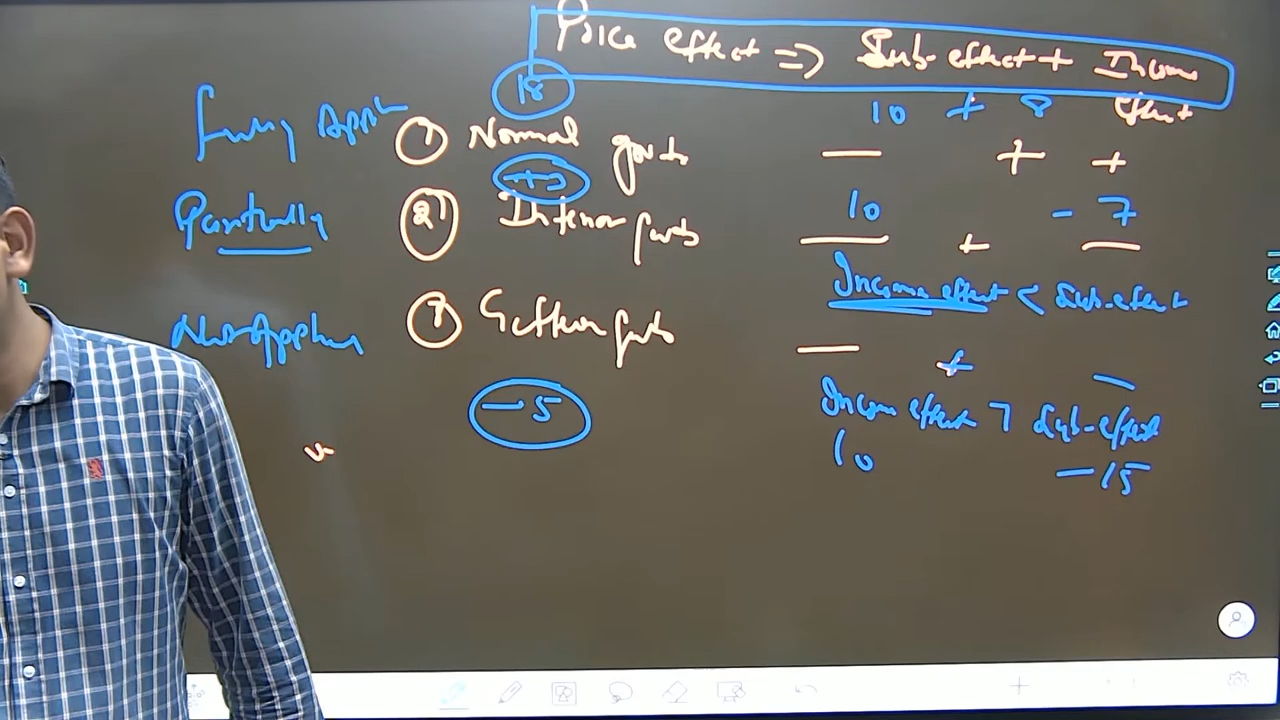 Price effect => Sub-effect + Income effect
18
10 + 8
Fully Appl
① Normal goods — + +
+3
10 - 7
Partially
② Inferior goods — + —
Income effect < Sub-effect
Not Applies
③ Giffen goods — + —
Income effect > Sub-effect
-5
10 -15